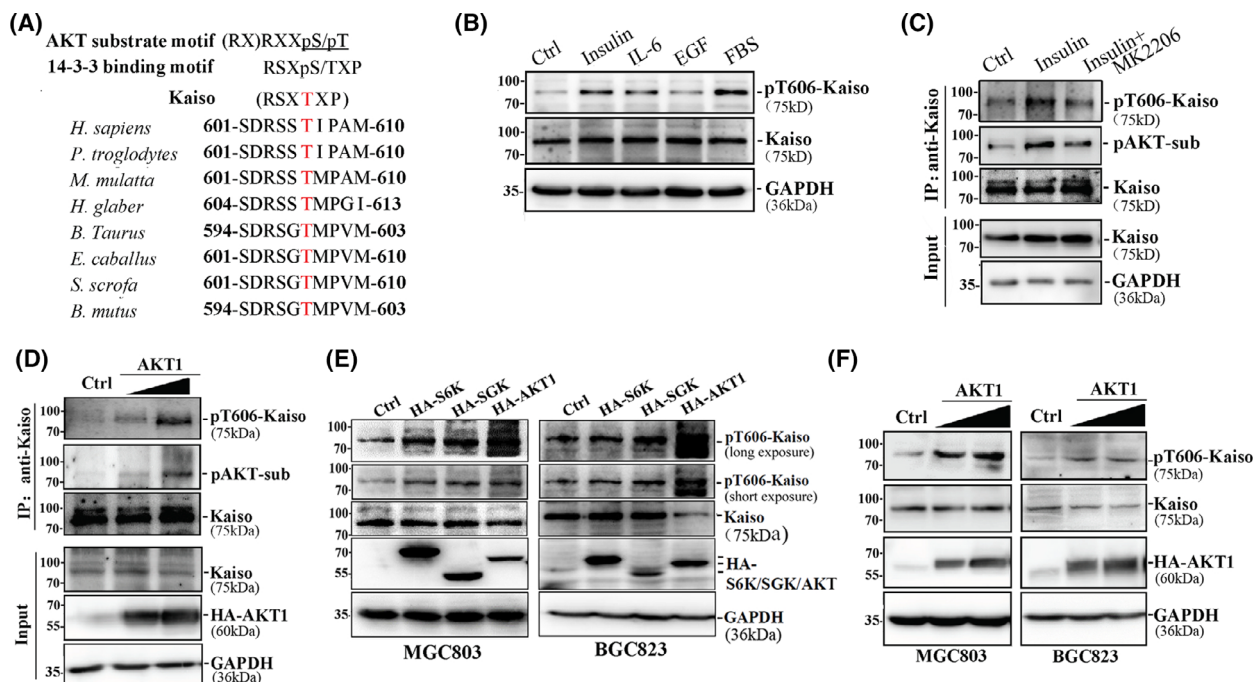 (A)
AKT substrate motif (RX)RXXpS/pT
14-3-3 binding motif RSXpS/TXP
Kaiso (RSXTXP)
H. sapiens 601-SDRSSTIPAM-610
P. troglodytes 601-SDRSSTIPAM-610
M. mulatta 601-SDRSSTMPAM-610
H. glaber 604-SDRSSTMPGI-613
B. Taurus 594-SDRSGTMPVM-603
E. caballus 601-SDRSGTMPVM-610
S. scrofa 601-SDRSGTMPVM-610
B. mutus 594-SDRSGTMPVM-603
(B)
Ctrl Insulin IL-6 EGF FBS
100-
70-
pT606-Kaiso
(75kD)
100-
70-
Kaiso
(75kD)
35-
GAPDH
(36kDa)
(C)
Ctrl Insulin Insulin+
MK2206
IP: anti-Kaiso
100-
70-
pT606-Kaiso
(75kD)
100-
70-
pAKT-sub
100-
70-
Kaiso
(75kD)
Input
100-
70-
Kaiso
(75kD)
35-
GAPDH
(36kDa)
(D)
Ctrl AKT1
IP: anti-Kaiso
100-
70-
pT606-Kaiso
(75kDa)
100-
70-
pAKT-sub
100-
70-
Kaiso
(75kDa)
Input
100-
70-
Kaiso
(75kDa)
70-
55-
HA-AKT1
(60kDa)
35-
GAPDH
(36kDa)
(E)
Ctrl HA-S6K HA-SGK HA-AKT1
Ctrl HA-S6K HA-SGK HA-AKT1
100-
70-
pT606-Kaiso
(long exposure)
100-
70-
pT606-Kaiso
(short exposure)
100-
70-
Kaiso
(75kDa)
70-
55-
HA-
S6K/SGK/AKT
35-
GAPDH
(36kDa)
MGC803 BGC823
(F)
Ctrl AKT1 Ctrl AKT1
100-
70-
pT606-Kaiso
(75kDa)
100-
70-
Kaiso
(75kDa)
70-
55-
HA-AKT1
(60kDa)
35-
GAPDH
(36kDa)
MGC803 BGC823